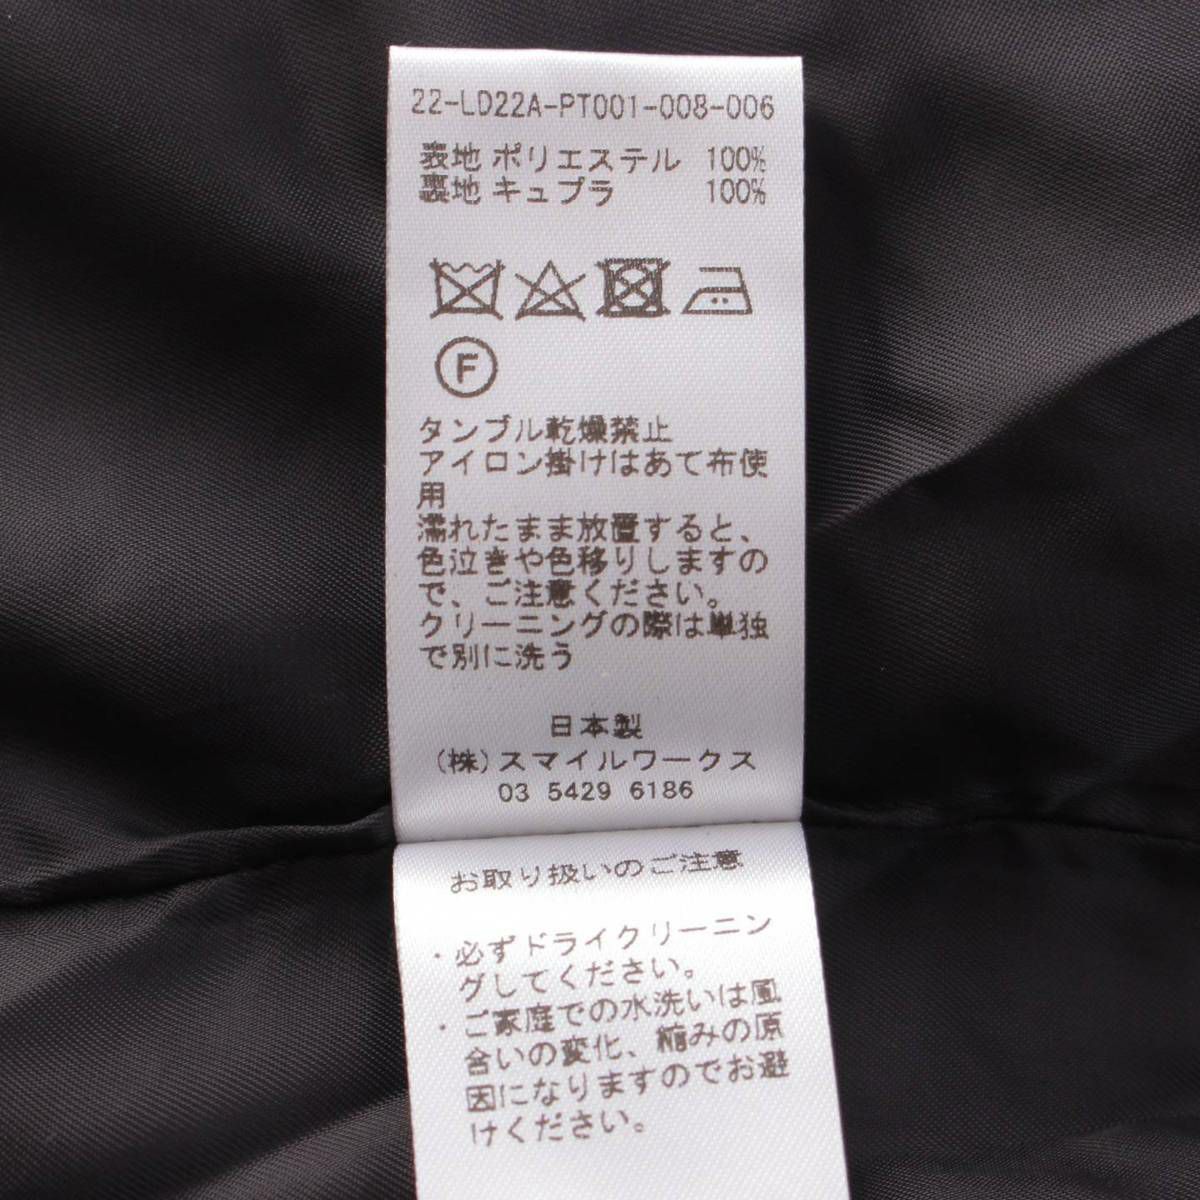 22-LD22A-PT001-008-006
表地 ポリエステル 100%
裏地 キュプラ 100%
F
タンブル乾燥禁止
アイロン掛けはあて布使
用
濡れたまま放置すると、
色泣きや色移りしますの
で、ご注意ください。
クリーニングの際は単独
で別に洗う
日本製
(株)スマイルワークス
03 5429 6186
お取り扱いのご注意
・必ずドライクリーニン
グしてください。
・ご家庭での水洗いは風
合いの変化、縮みの原
因になりますのでお避
けください。